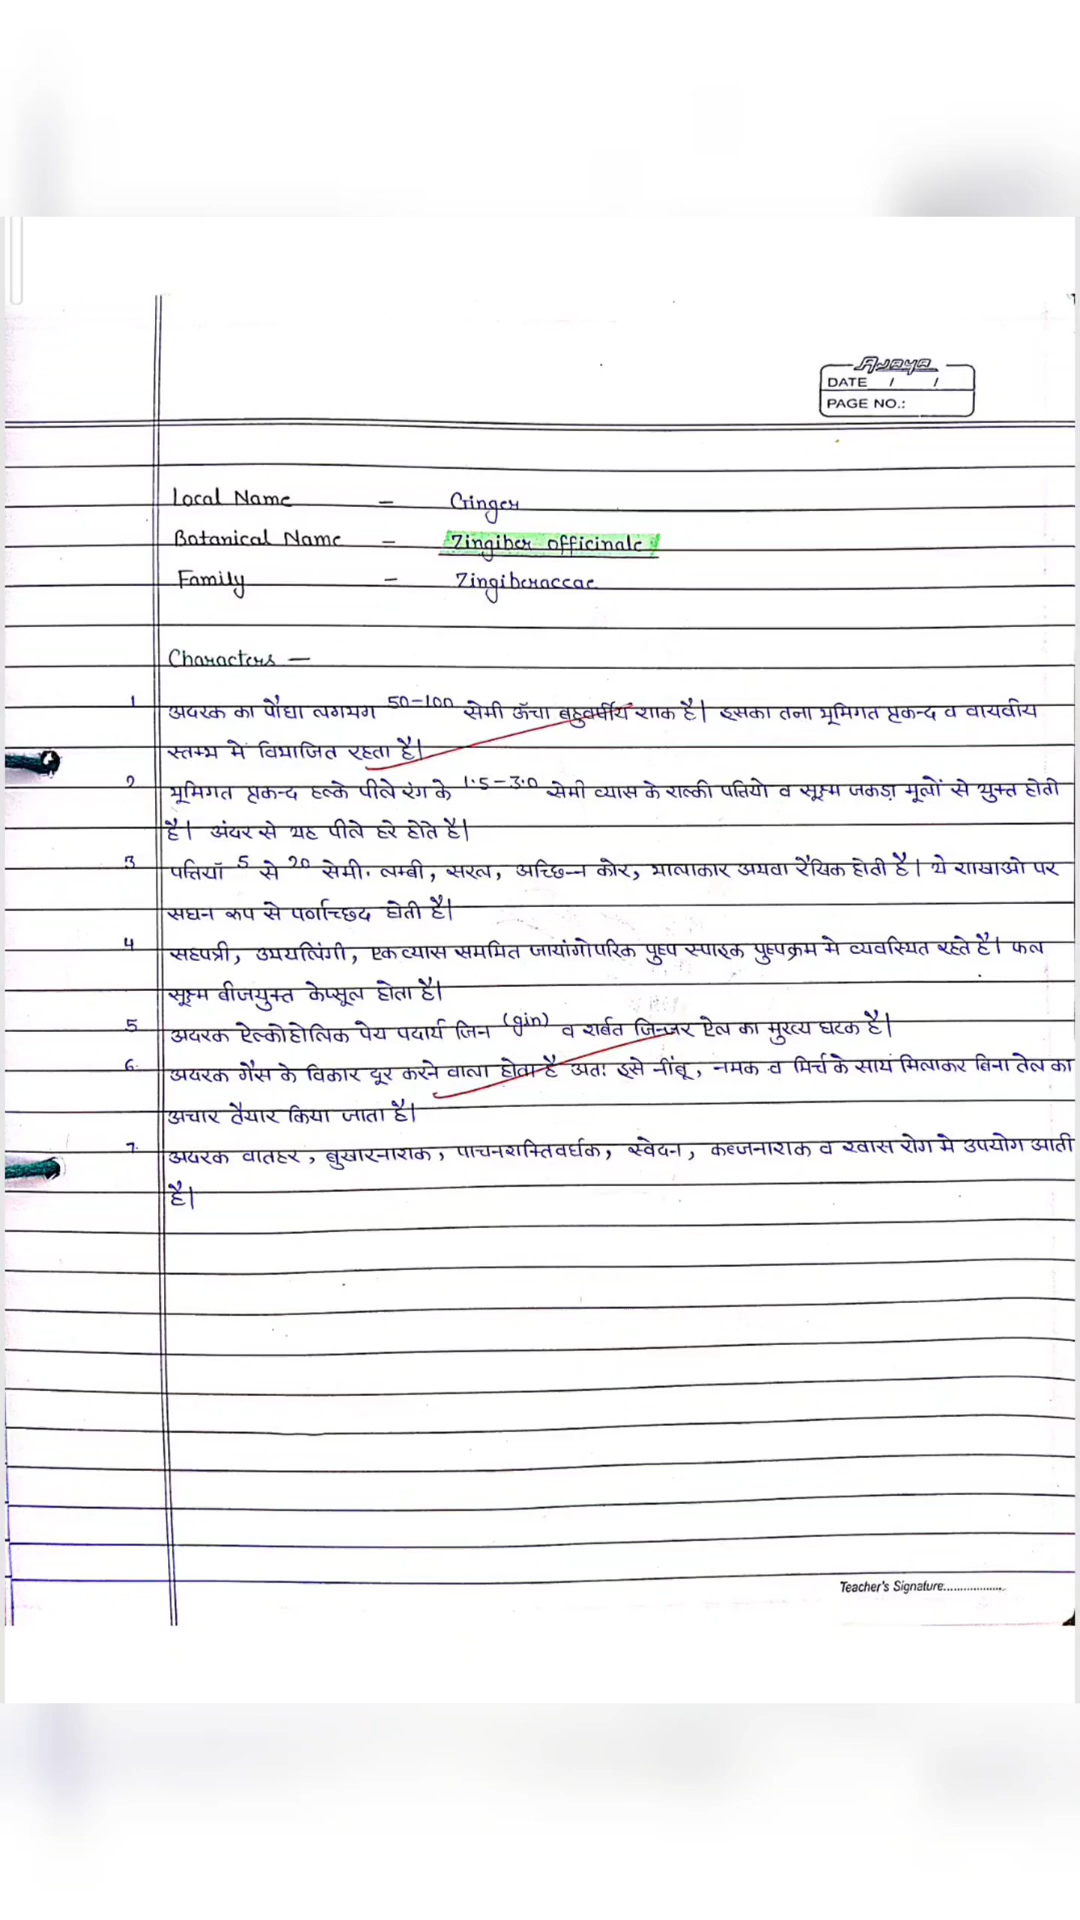 Ajaya
DATE / /
PAGE NO.:
Local Name - Ginger
Botanical Name - Zingiber officinale
Family - Zingiberaceae
Characters -
1 अदरक का पौधा लगभग 50-100 सेमी ऊँचा बहुवर्षीय शाक है। इसका तना भूमिगत प्रकन्द व वायवीय
स्तम्भ में विभाजित रहता है।
2 भूमिगत प्रकन्द हल्के पीले रंग के 1.5-3.0 सेमी व्यास के शल्की पत्तियो व सूक्ष्म जकड़ा मूलों से युक्त होती
है। अंदर से यह पीले हरे होते है।
3 पत्तियाँ 5 से 20 सेमी. लम्बी, सरल, अच्छिन्न कोर, भालाकार अथवा रेखिक होती है। ये शाखाओ पर
सघन रूप से पर्णाच्छद होती है।
4 सहपत्री, उभयलिंगी, एकव्यास सममित जायांगोपरिक पुष्प स्पाइक पुष्पक्रम मे व्यवस्थित रहते है। फल
सूक्ष्म बीजयुक्त केप्सूल होता है।
5 अदरक ऐल्कोहोलिक पेय पदार्थ जिन (gin) व शर्बत जिन्जर ऐल का मुख्य घटक है।
6. अदरक गैस के विकार दूर करने वाला होता है अतः इसे नींबू, नमक व मिर्च के साथ मिलाकर बिना तेल का
अचार तैयार किया जाता है।
7. अदरक वातहर, बुखारनाशक, पाचनशक्तिवर्धक, स्वेदन, कब्जनाशक व श्वास रोग मे उपयोग आती
है।
Teacher's Signature..................